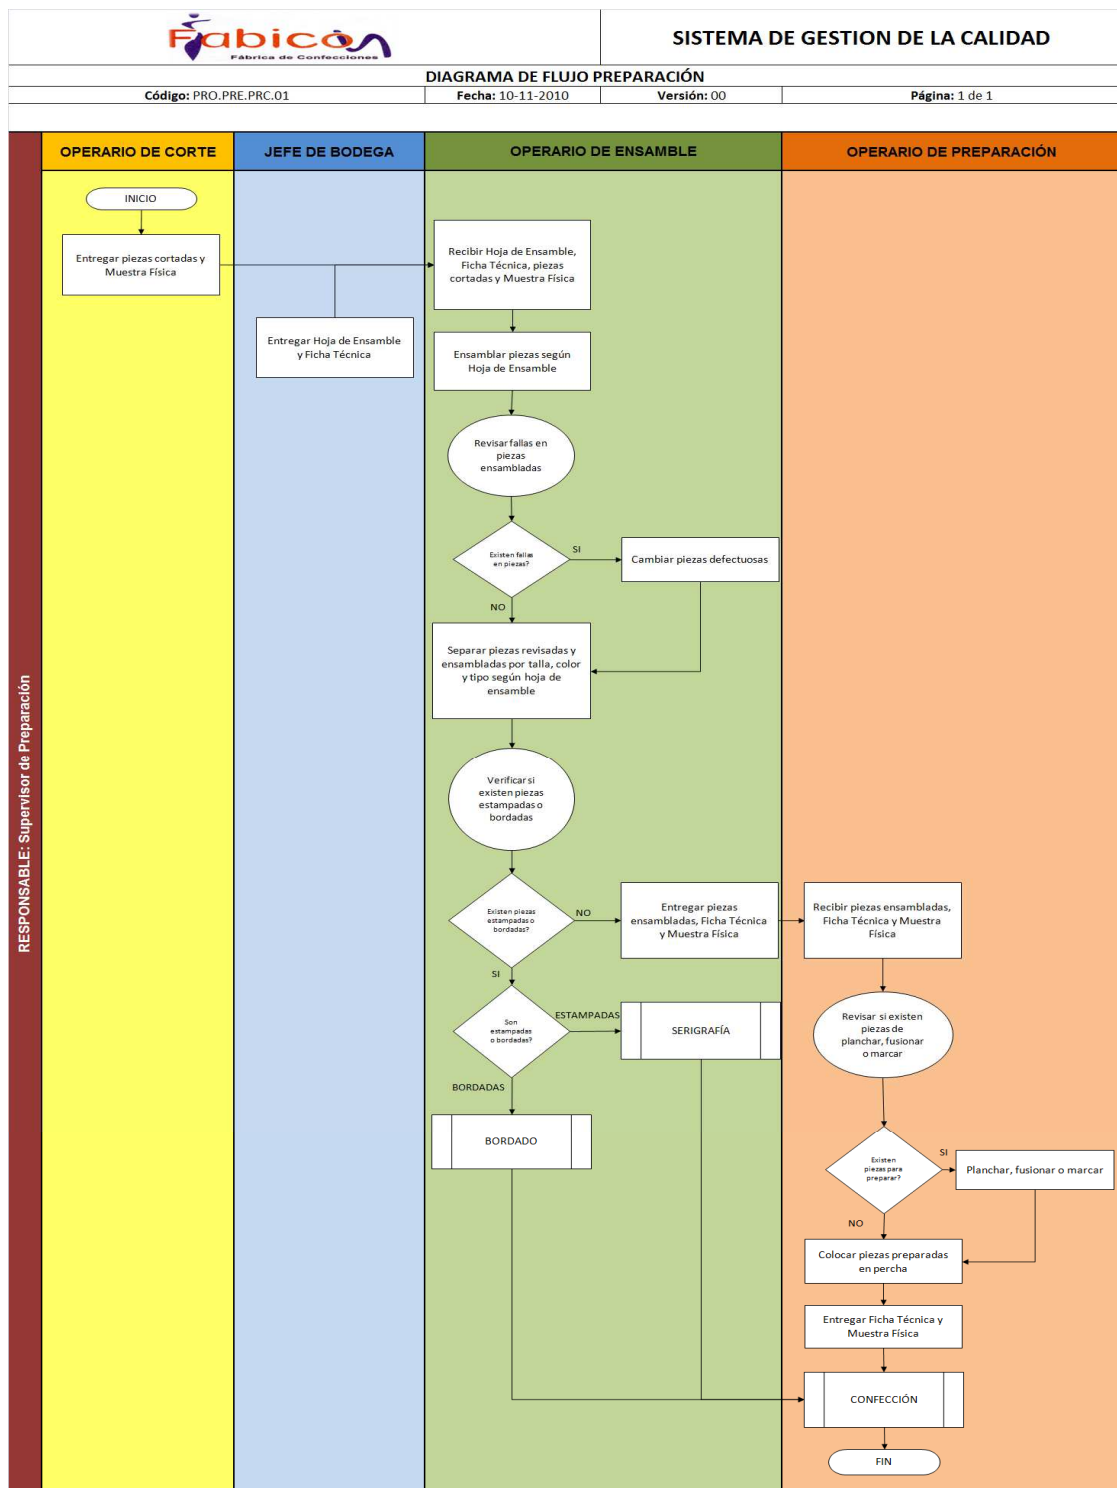 Fabicón
Fábrica de Confecciones
SISTEMA DE GESTION DE LA CALIDAD
DIAGRAMA DE FLUJO PREPARACIÓN
Código: PRO.PRE.PRC.01
Fecha: 10-11-2010
Versión: 00
Página: 1 de 1
RESPONSABLE: Supervisor de Preparación
OPERARIO DE CORTE
JEFE DE BODEGA
OPERARIO DE ENSAMBLE
OPERARIO DE PREPARACIÓN
INICIO
Entregar piezas cortadas y
Muestra Física
Entregar Hoja de Ensamble
y Ficha Técnica
Recibir Hoja de Ensamble,
Ficha Técnica, piezas
cortadas y Muestra Física
Ensamblar piezas según
Hoja de Ensamble
Revisar fallas en
piezas
ensambladas
Existen fallas
en piezas?
SI
Cambiar piezas defectuosas
NO
Separar piezas revisadas y
ensambladas por talla, color
y tipo según hoja de
ensamble
Verificar si
existen piezas
estampadas o
bordadas
Existen piezas
estampadas o
bordadas?
NO
Entregar piezas
ensambladas, Ficha Técnica
y Muestra Física
Recibir piezas ensambladas,
Ficha Técnica y Muestra
Física
SI
Son
estampadas
o bordadas?
ESTAMPADAS
SERIGRAFÍA
BORDADAS
BORDADO
Revisar si existen
piezas de
planchar, fusionar
o marcar
Existen
piezas para
preparar?
SI
Planchar, fusionar o marcar
NO
Colocar piezas preparadas
en percha
Entregar Ficha Técnica y
Muestra Física
CONFECCIÓN
FIN